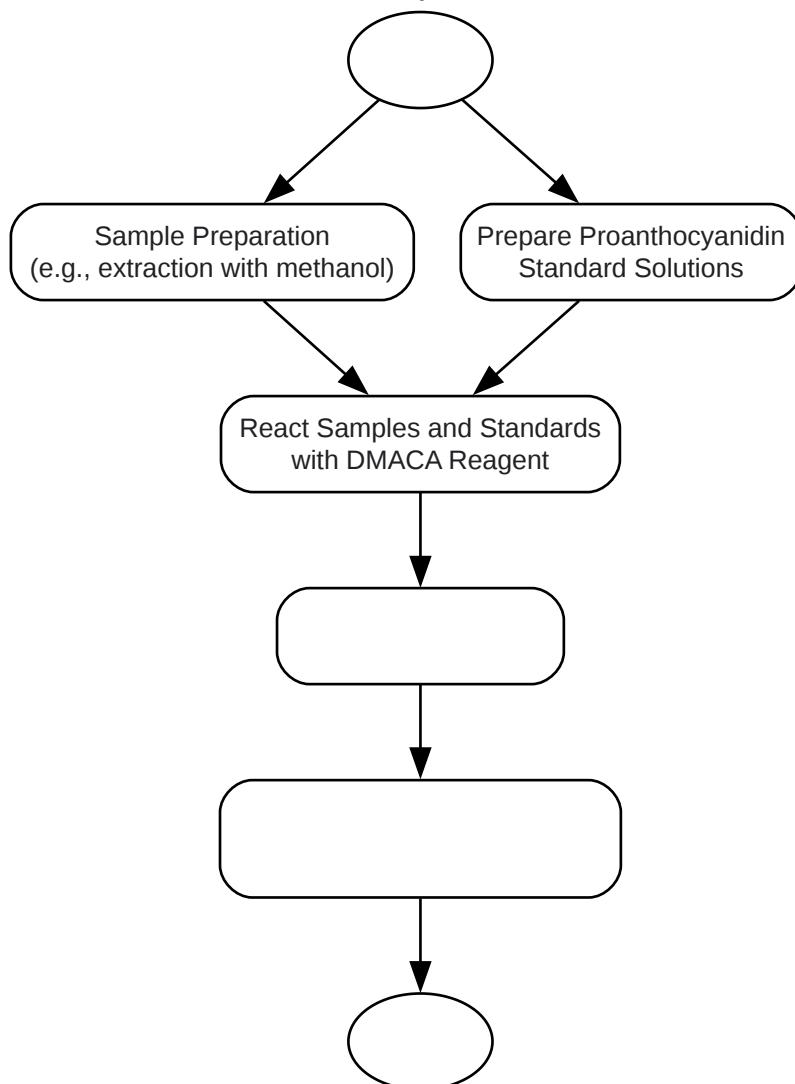 Sample Preparation
(e.g., extraction with methanol)
Prepare Proanthocyanidin
Standard Solutions
React Samples and Standards
with DMACA Reagent